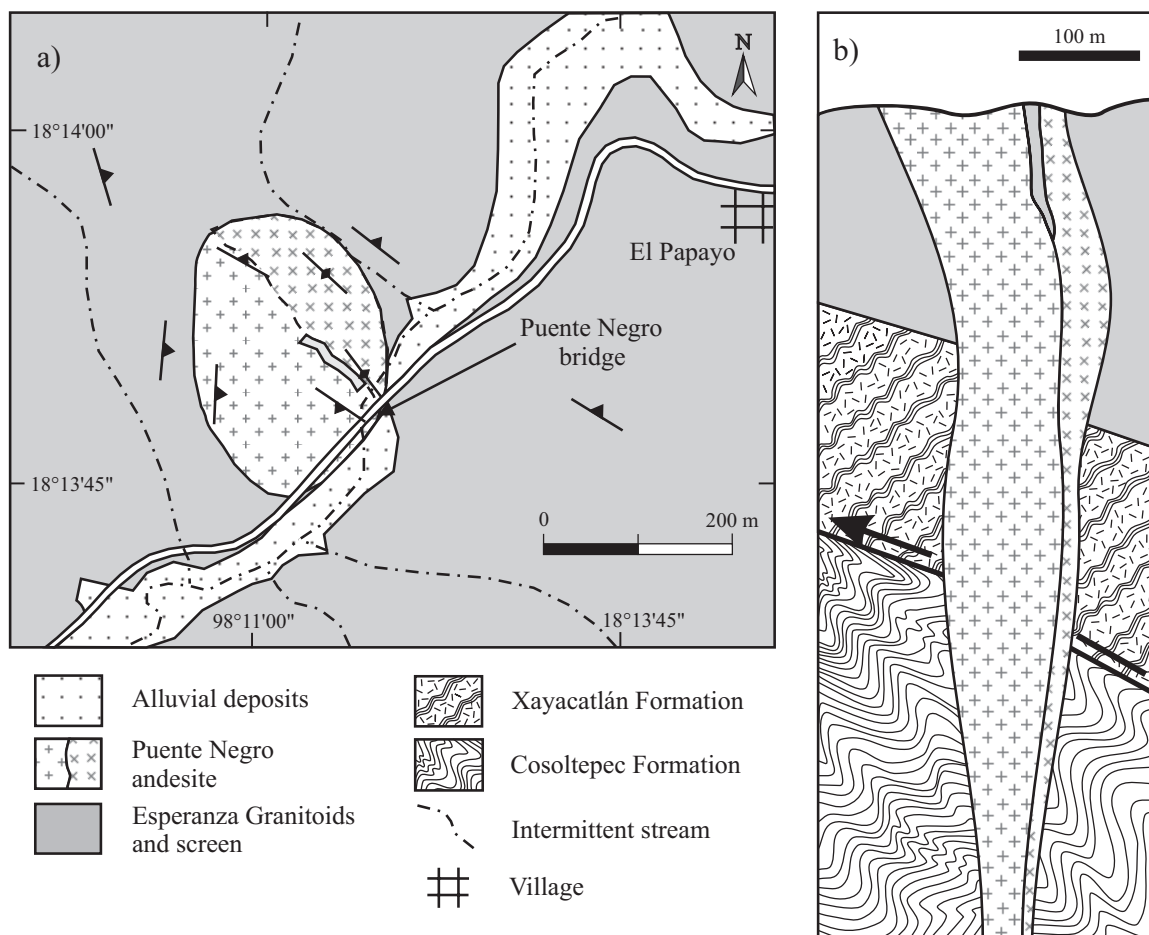 a)
N
18°14'00"
El Papayo
Puente Negro
bridge
18°13'45"
0
200 m
98°11'00"
18°13'45"
b)
100 m
Alluvial deposits
Puente Negro
andesite
Esperanza Granitoids
and screen
Xayacatlán Formation
Cosoltepec Formation
Intermittent stream
Village